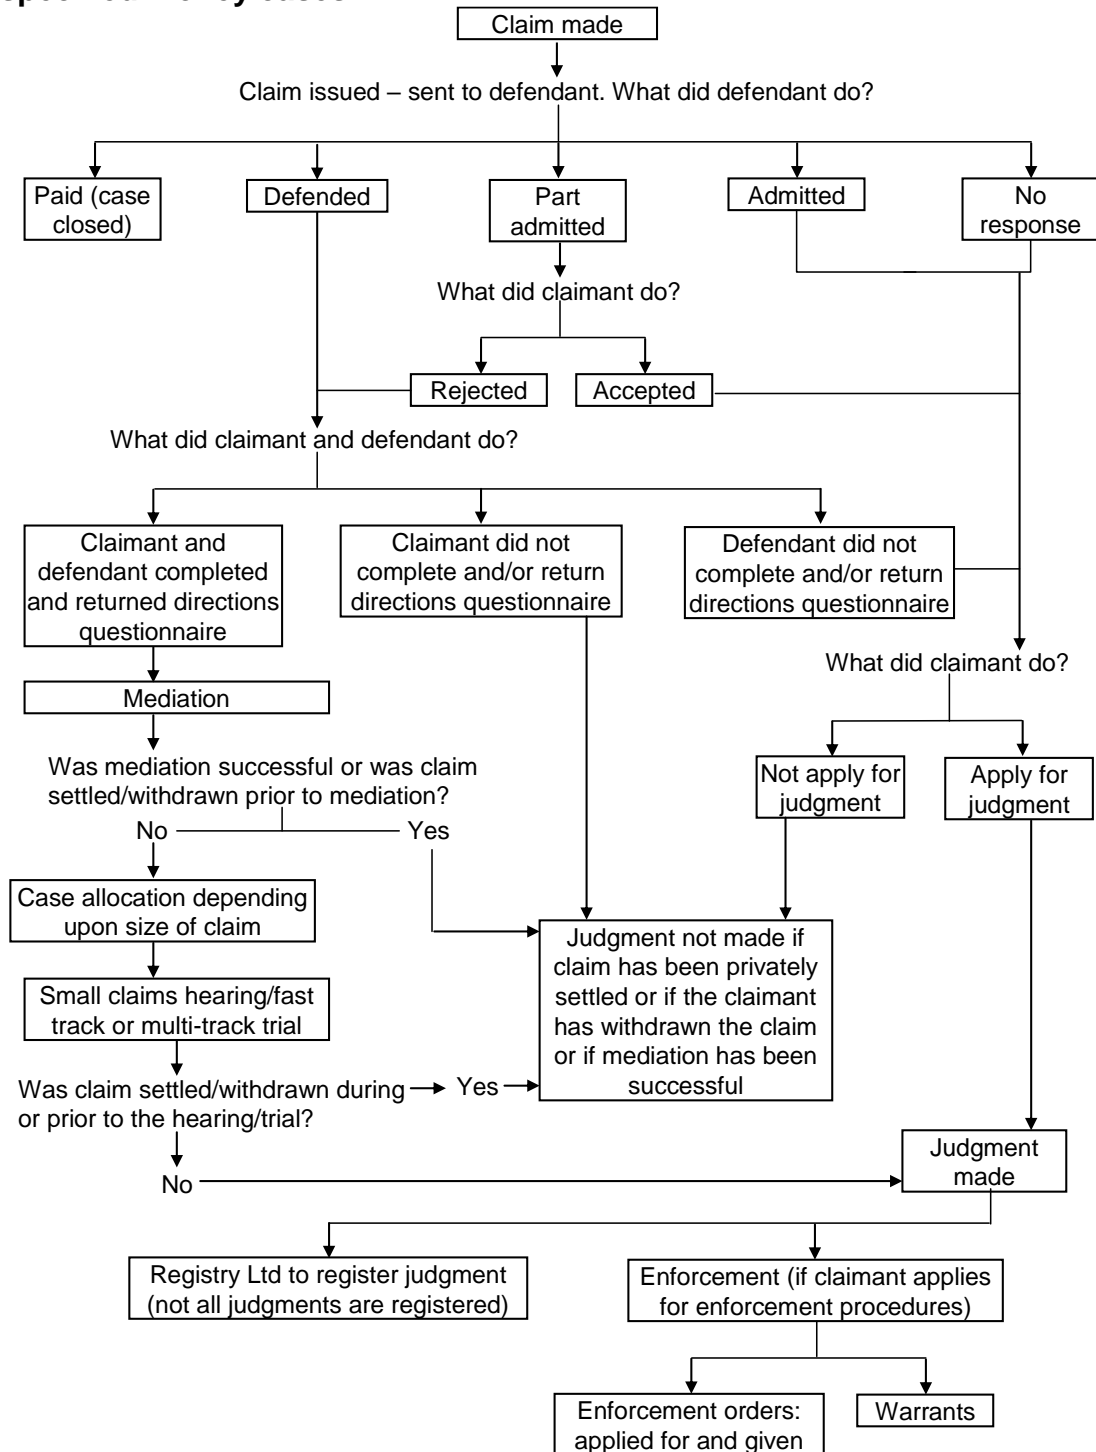 Claim made
Claim issued – sent to defendant. What did defendant do?
Paid (case
closed)
Defended
Part
admitted
Admitted
No
response
What did claimant do?
Rejected
Accepted
What did claimant and defendant do?
Claimant and
defendant completed
and returned directions
questionnaire
Claimant did not
complete and/or return
directions questionnaire
Defendant did not
complete and/or return
directions questionnaire
What did claimant do?
Mediation
Not apply for
judgment
Apply for
judgment
Was mediation successful or was claim
settled/withdrawn prior to mediation?
No
Yes
Case allocation depending
upon size of claim
Judgment not made if
claim has been privately
settled or if the claimant
has withdrawn the claim
or if mediation has been
successful
Small claims hearing/fast
track or multi-track trial
Was claim settled/withdrawn during
or prior to the hearing/trial?
Yes
No
Judgment
made
Registry Ltd to register judgment
(not all judgments are registered)
Enforcement (if claimant applies
for enforcement procedures)
Enforcement orders:
applied for and given
Warrants